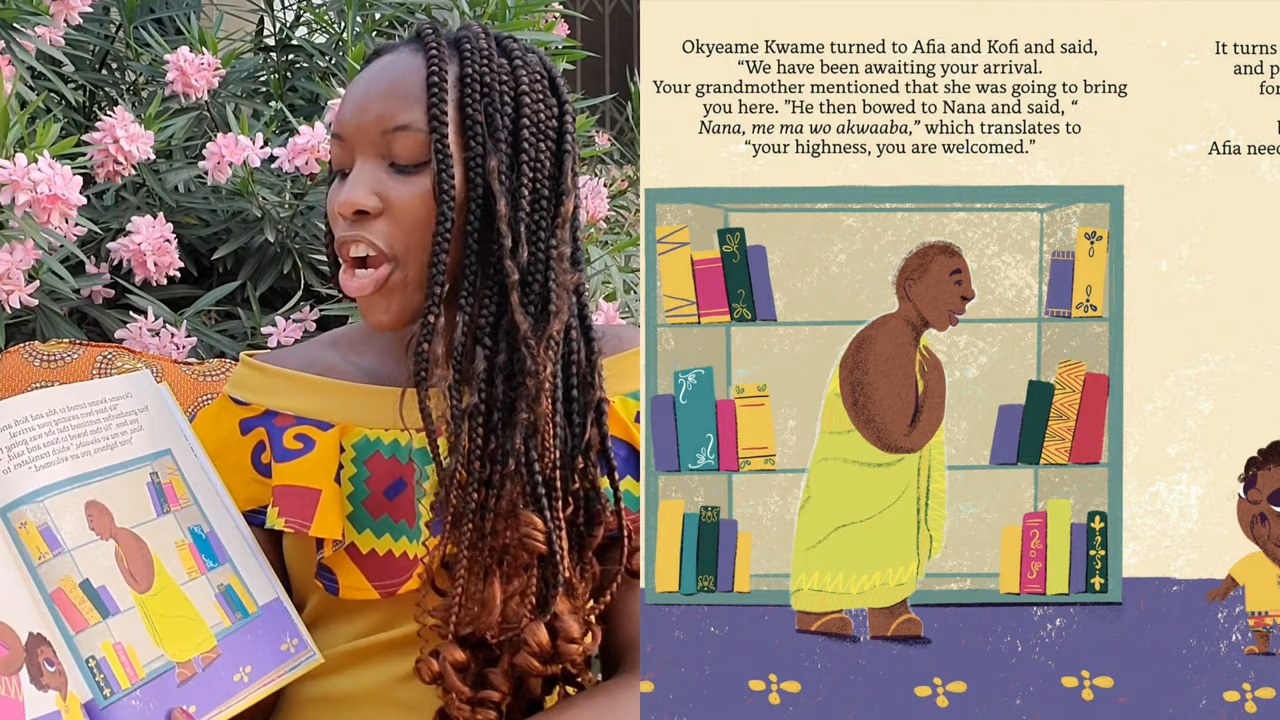 Okyeame Kwame turned to Afia and Kofi and said,
“We have been awaiting your arrival.
Your grandmother mentioned that she was going to bring
you here. ”He then bowed to Nana and said, “
Nana, me ma wo akwaaba,” which translates to
“your highness, you are welcomed.”
It turns
and p
for
Afia need